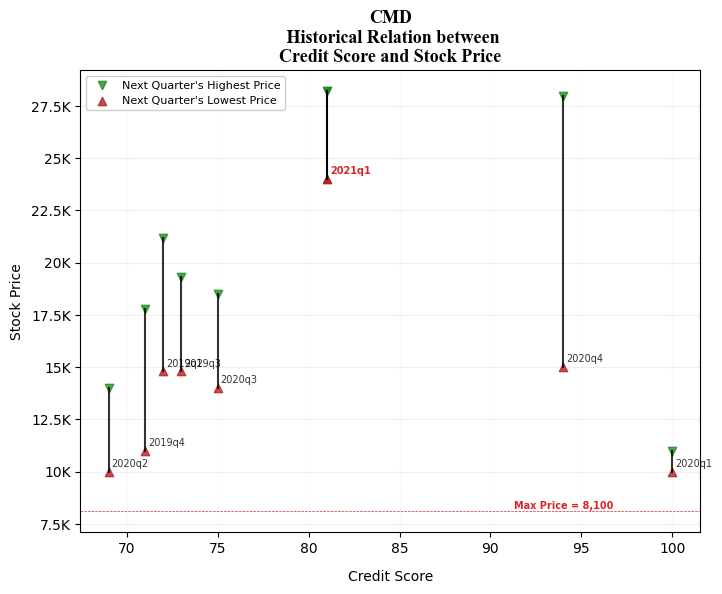 CMD
Historical Relation between
Credit Score and Stock Price
Next Quarter's Highest Price
Next Quarter's Lowest Price
27.5K
25K
22.5K
20K
17.5K
15K
12.5K
10K
7.5K
Stock Price
2021q1
2019q3
2020q4
2020q3
2019q4
2020q2
2020q1
Max Price = 8,100
70
75
80
85
90
95
100
Credit Score